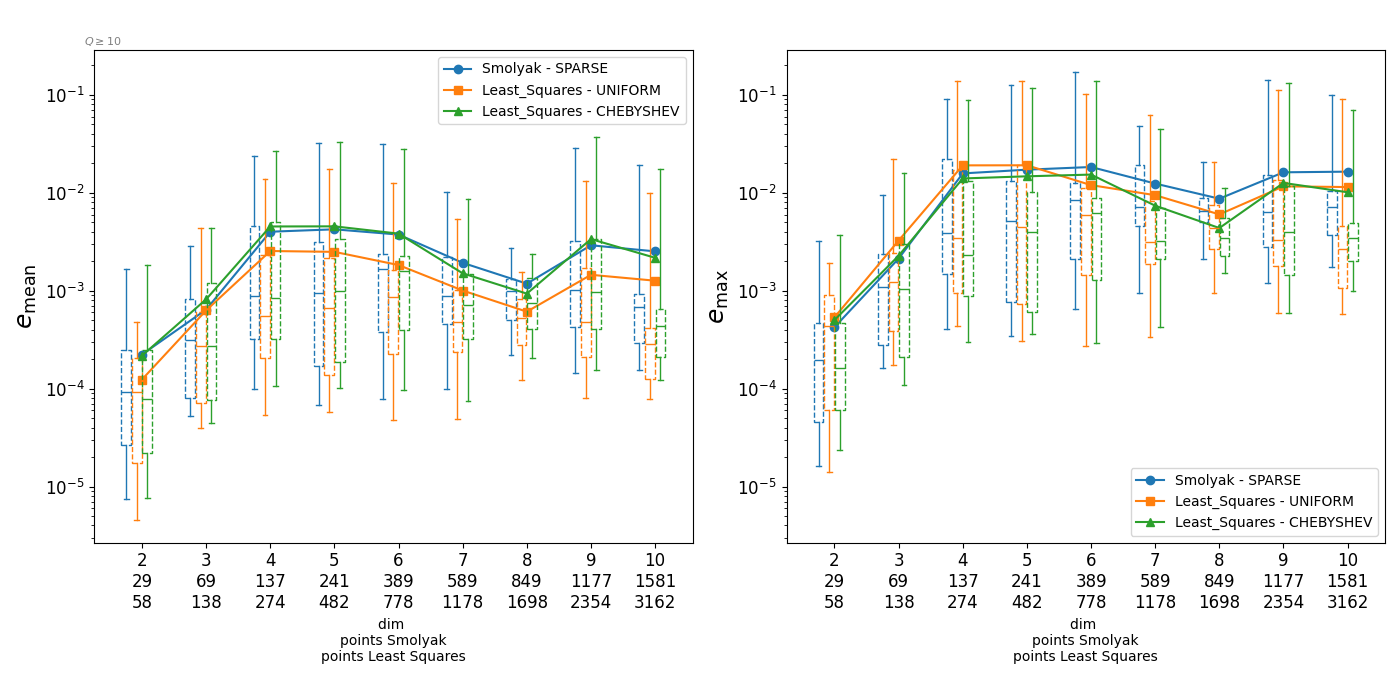 Q ≥ 10
Smolyak - SPARSE
Least_Squares - UNIFORM
Least_Squares - CHEBYSHEV
e_mean
10⁻¹
10⁻²
10⁻³
10⁻⁴
10⁻⁵
2 3 4 5 6 7 8 9 10
29 69 137 241 389 589 849 1177 1581
58 138 274 482 778 1178 1698 2354 3162
dim
points Smolyak
points Least Squares
e_max
10⁻¹
10⁻²
10⁻³
10⁻⁴
10⁻⁵
Smolyak - SPARSE
Least_Squares - UNIFORM
Least_Squares - CHEBYSHEV
2 3 4 5 6 7 8 9 10
29 69 137 241 389 589 849 1177 1581
58 138 274 482 778 1178 1698 2354 3162
dim
points Smolyak
points Least Squares